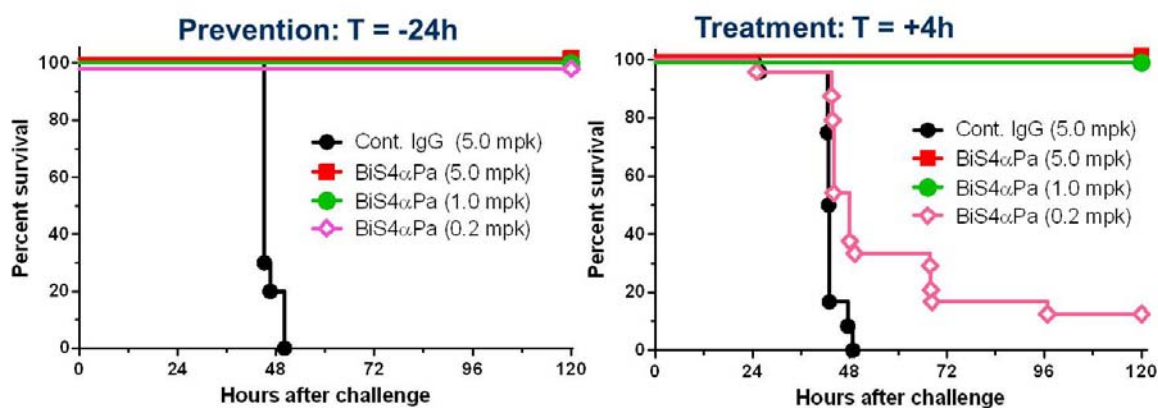 Prevention: T = -24h
Percent survival
100
80
60
40
20
0
Cont. IgG (5.0 mpk)
BiS4αPa (5.0 mpk)
BiS4αPa (1.0 mpk)
BiS4αPa (0.2 mpk)
0 24 48 72 96 120
Hours after challenge
Treatment: T = +4h
Percent survival
100
80
60
40
20
0
Cont. IgG (5.0 mpk)
BiS4αPa (5.0 mpk)
BiS4αPa (1.0 mpk)
BiS4αPa (0.2 mpk)
0 24 48 72 96 120
Hours after challenge